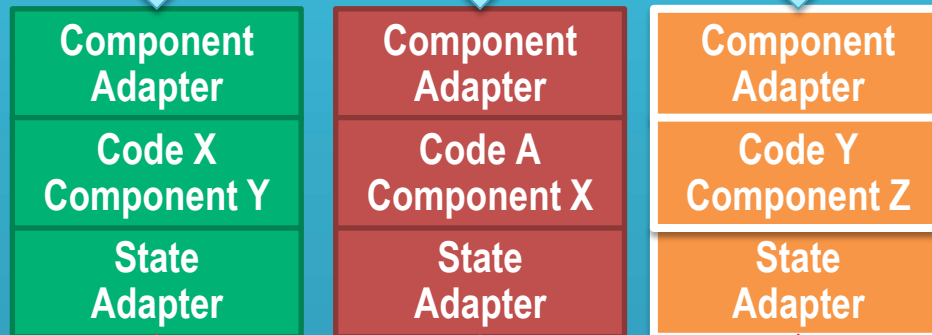 Component
Adapter
Code X
Component Y
State
Adapter
Component
Adapter
Code A
Component X
State
Adapter
Component
Adapter
Code Y
Component Z
State
Adapter